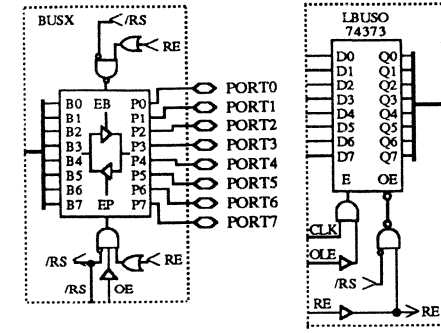 BUSX
/RS
RE
B0 EB P0 PORT0
B1 P1 PORT1
B2 P2 PORT2
B3 P3 PORT3
B4 P4 PORT4
B5 P5 PORT5
B6 P6 PORT6
B7 EP P7 PORT7
/RS
RE
/RS OE
LBUSO
74373
D0 Q0
D1 Q1
D2 Q2
D3 Q3
D4 Q4
D5 Q5
D6 Q6
D7 Q7
E OE
CLK
OLE
/RS
RE RE